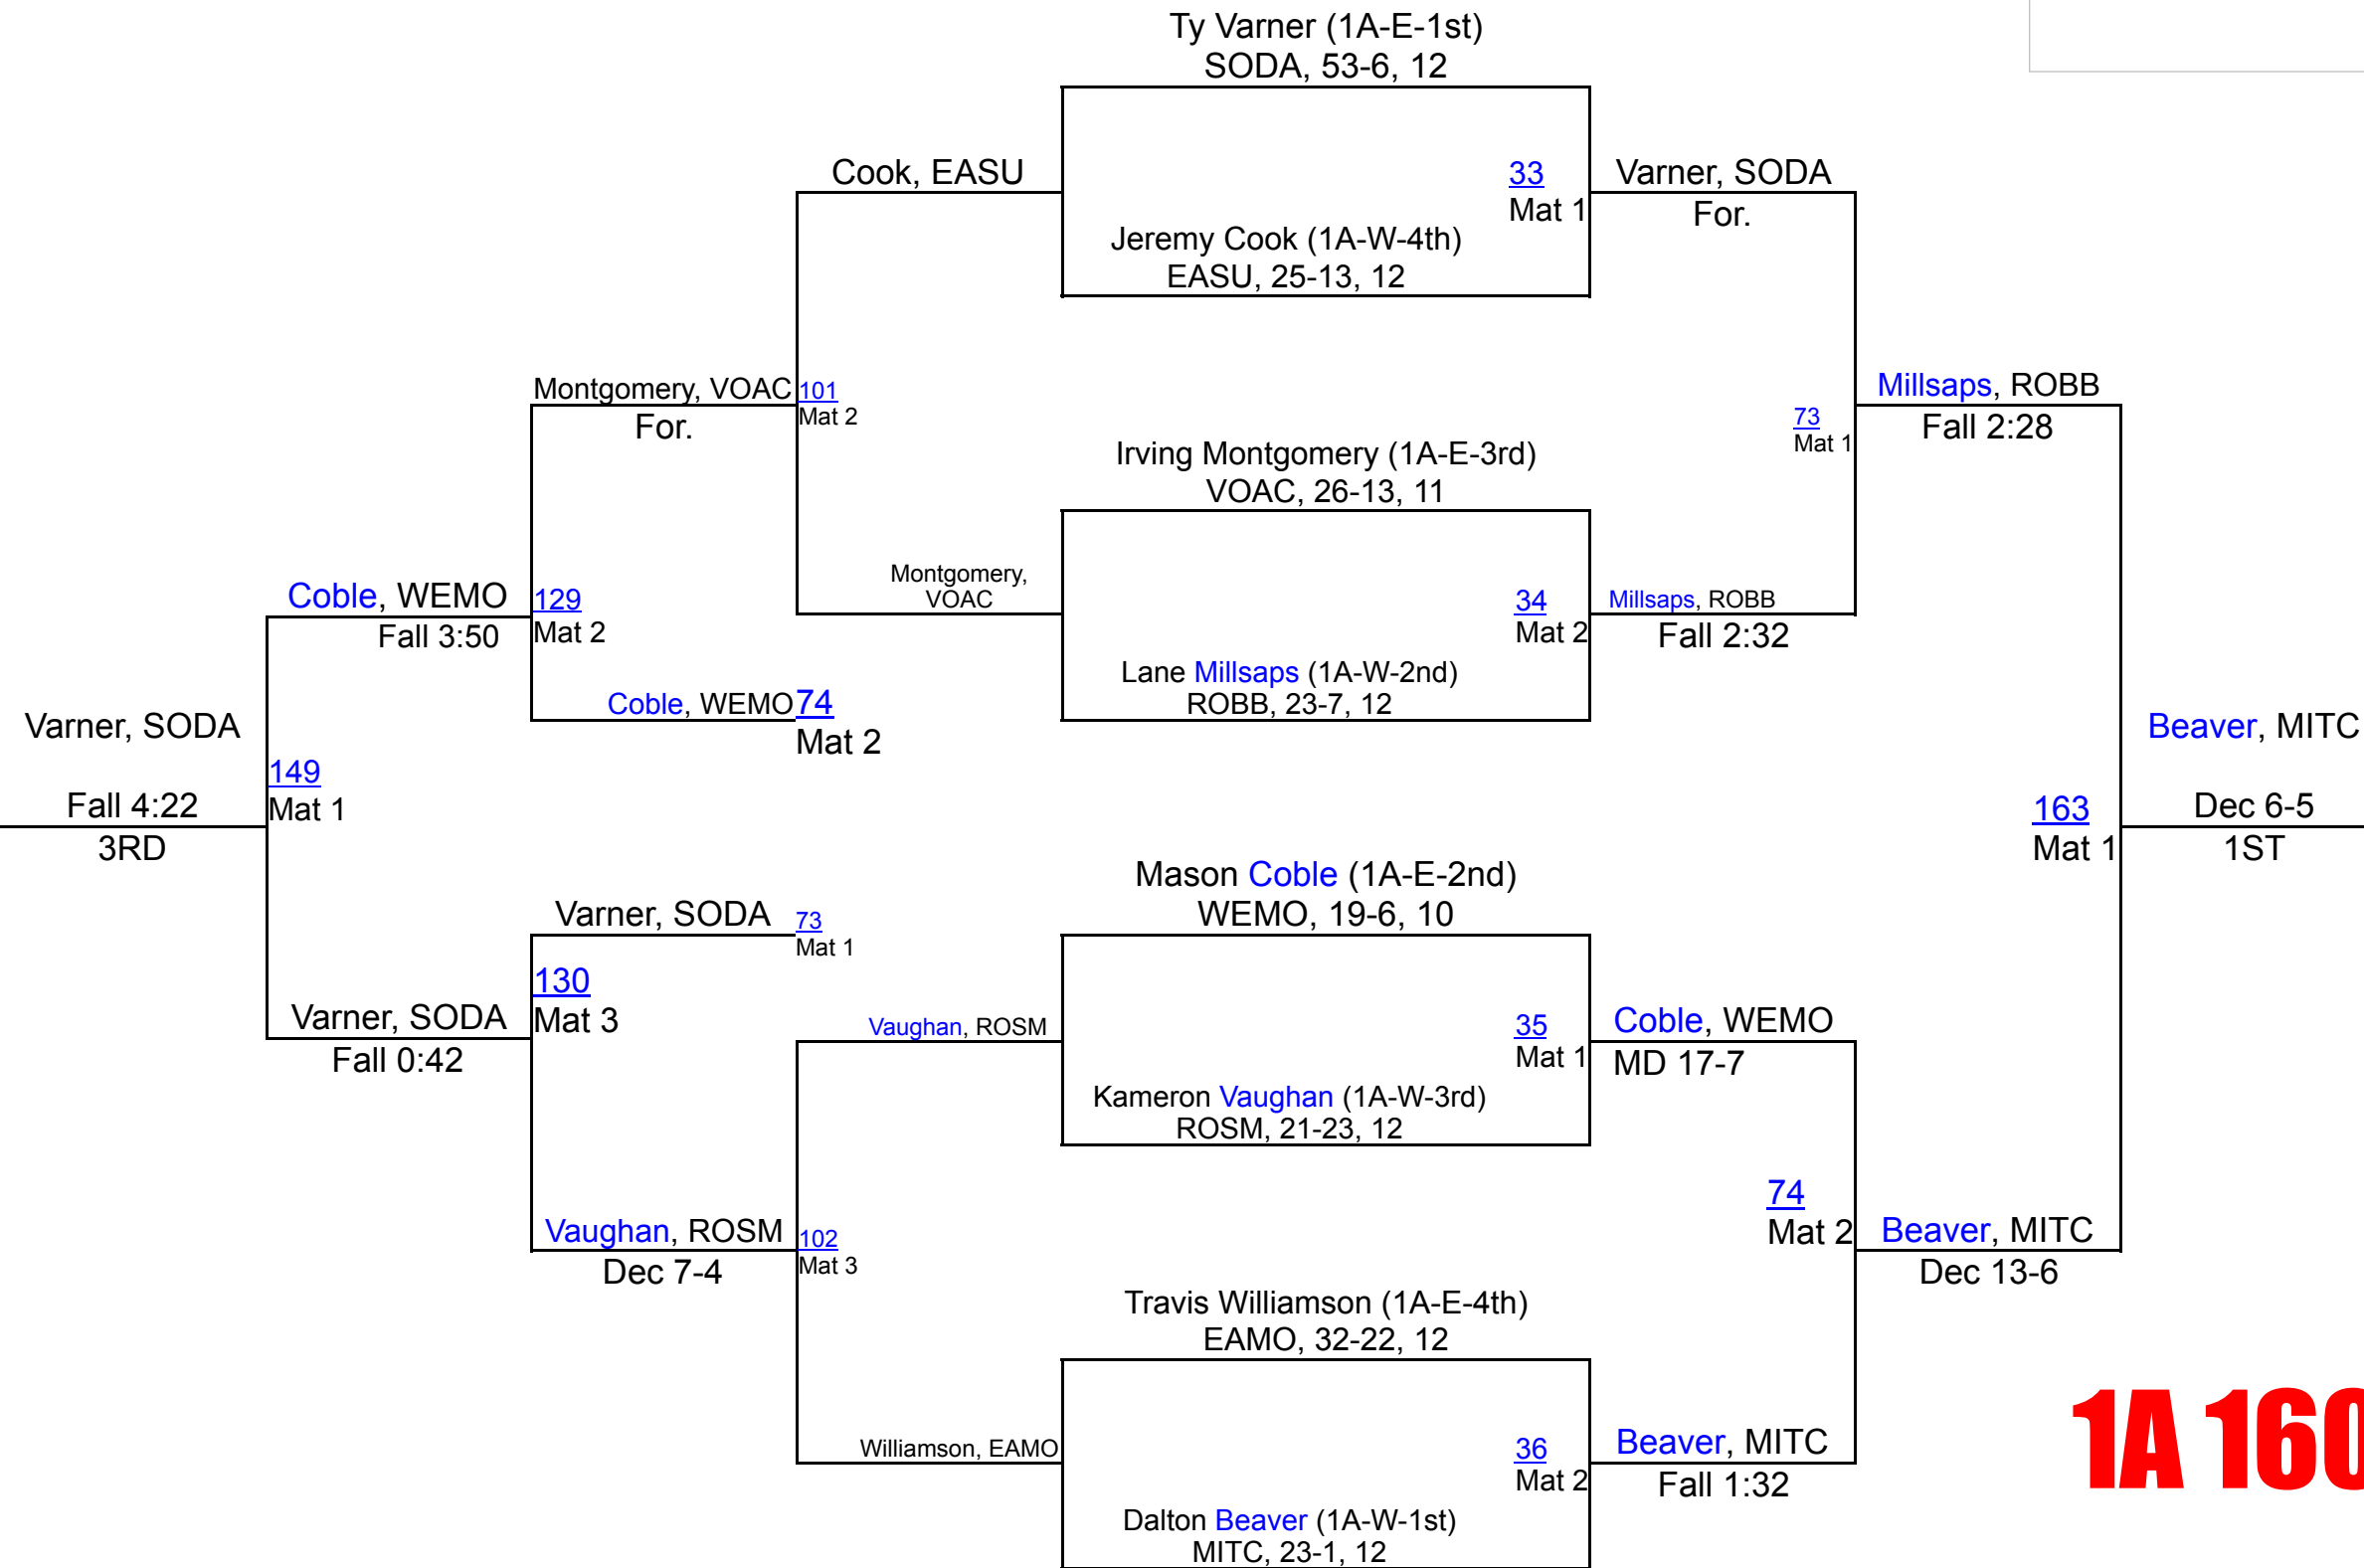 Ty Varner (1A-E-1st)
SODA, 53-6, 12
Cook, EASU
33
Mat 1
Varner, SODA
For.
Jeremy Cook (1A-W-4th)
EASU, 25-13, 12
Montgomery, VOAC
For.
101
Mat 2
Millsaps, ROBB
Fall 2:28
73
Mat 1
Irving Montgomery (1A-E-3rd)
VOAC, 26-13, 11
Montgomery,
VOAC
34
Mat 2
Millsaps, ROBB
Fall 2:32
Coble, WEMO
Fall 3:50
129
Mat 2
Lane Millsaps (1A-W-2nd)
ROBB, 23-7, 12
Coble, WEMO
74
Mat 2
Varner, SODA
Fall 4:22
3RD
149
Mat 1
Beaver, MITC
Dec 6-5
1ST
163
Mat 1
Mason Coble (1A-E-2nd)
WEMO, 19-6, 10
Varner, SODA
73
Mat 1
130
Mat 3
Varner, SODA
Fall 0:42
Vaughan, ROSM
35
Mat 1
Coble, WEMO
MD 17-7
Kameron Vaughan (1A-W-3rd)
ROSM, 21-23, 12
Vaughan, ROSM
Dec 7-4
102
Mat 3
74
Mat 2
Beaver, MITC
Dec 13-6
Travis Williamson (1A-E-4th)
EAMO, 32-22, 12
Williamson, EAMO
36
Mat 2
Beaver, MITC
Fall 1:32
Dalton Beaver (1A-W-1st)
MITC, 23-1, 12
1A 160